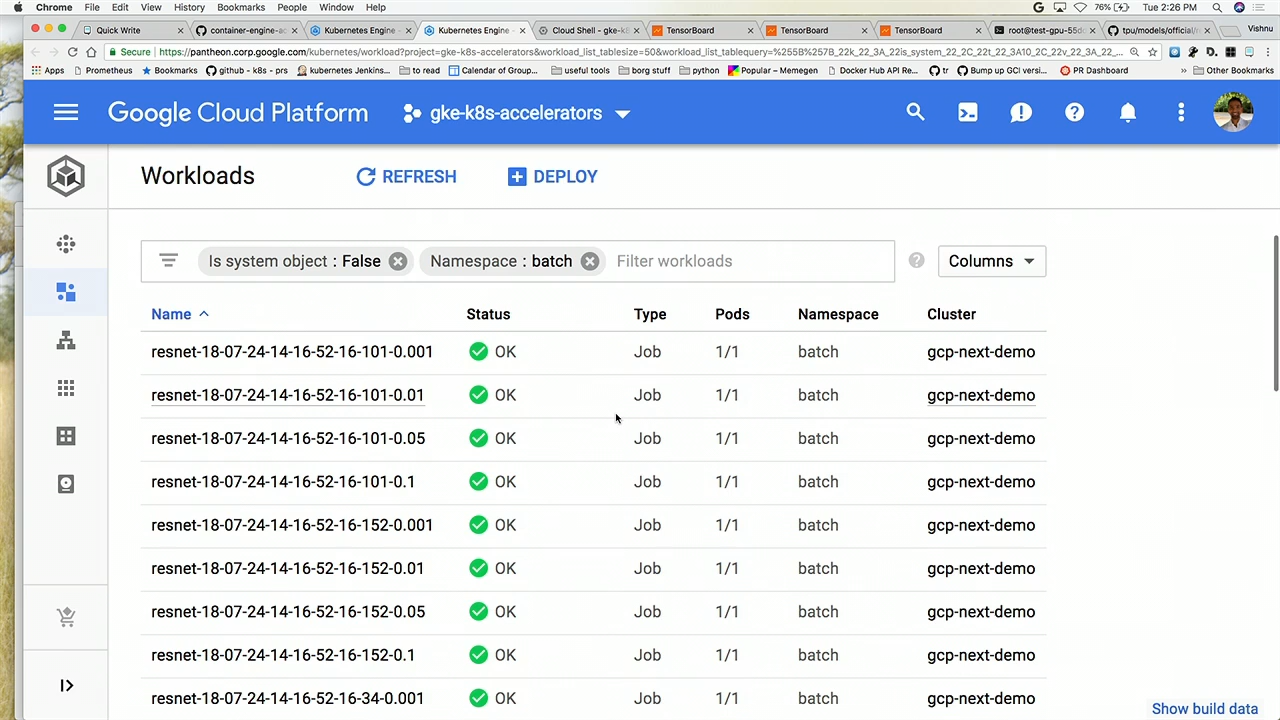 Chrome File Edit View History Bookmarks People Window Help 76% Tue 2:26 PM
Quick Write container-engine-ac Kubernetes Engine - Kubernetes Engine - Cloud Shell - gke-k8 TensorBoard TensorBoard TensorBoard root@test-gpu-55d tpu/models/official/ Vishnu
Secure https://pantheon.corp.google.com/kubernetes/workload?project=gke-k8s-accelerators&workload_list_tablesize=50&workload_list_tablequery=%255B%257B_22k_22_3A_22is_system_22_2C_22t_22_3A10_2C_22v_22_3A_22_...
Apps Prometheus Bookmarks github - k8s - prs kubernetes Jenkins... to read Calendar of Group... useful tools borg stuff python Popular – Memegen Docker Hub API Re... tr Bump up GCI versi... PR Dashboard » Other Bookmarks
Google Cloud Platform gke-k8s-accelerators
Workloads REFRESH DEPLOY
Is system object : False Namespace : batch Filter workloads Columns
Name Status Type Pods Namespace Cluster
resnet-18-07-24-14-16-52-16-101-0.001 OK Job 1/1 batch gcp-next-demo
resnet-18-07-24-14-16-52-16-101-0.01 OK Job 1/1 batch gcp-next-demo
resnet-18-07-24-14-16-52-16-101-0.05 OK Job 1/1 batch gcp-next-demo
resnet-18-07-24-14-16-52-16-101-0.1 OK Job 1/1 batch gcp-next-demo
resnet-18-07-24-14-16-52-16-152-0.001 OK Job 1/1 batch gcp-next-demo
resnet-18-07-24-14-16-52-16-152-0.01 OK Job 1/1 batch gcp-next-demo
resnet-18-07-24-14-16-52-16-152-0.05 OK Job 1/1 batch gcp-next-demo
resnet-18-07-24-14-16-52-16-152-0.1 OK Job 1/1 batch gcp-next-demo
resnet-18-07-24-14-16-52-16-34-0.001 OK Job 1/1 batch gcp-next-demo
Show build data